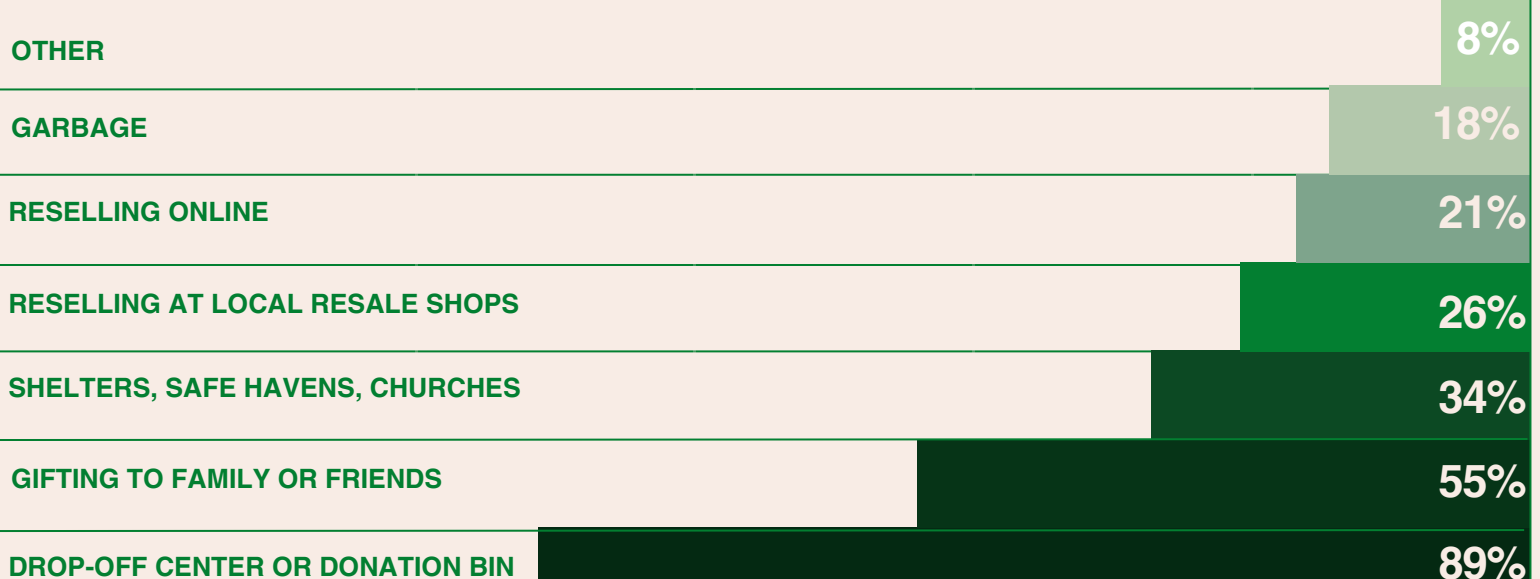 OTHER 8%
GARBAGE 18%
RESELLING ONLINE 21%
RESELLING AT LOCAL RESALE SHOPS 26%
SHELTERS, SAFE HAVENS, CHURCHES 34%
GIFTING TO FAMILY OR FRIENDS 55%
DROP-OFF CENTER OR DONATION BIN 89%